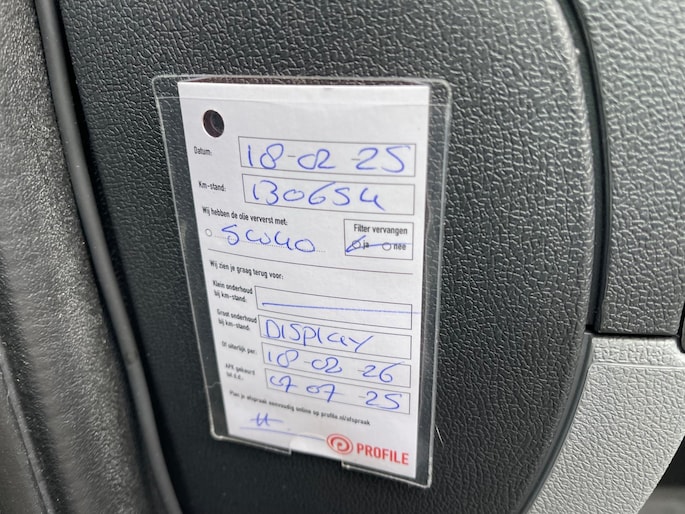 Datum: 18-02-25
Km-stand: 130654
Wij hebben de olie ververst met:
5W40
Filter vervangen
ja nee
Wij zien je graag terug voor:
Klein onderhoud
bij km-stand:
Groot onderhoud
bij km-stand: DISPLAY
Of uiterlijk per: 18-02-26
APK gekeurd
tot d.d.: 07-07-25
Plan je afspraak eenvoudig online op profile.nl/afspraak
PROFILE